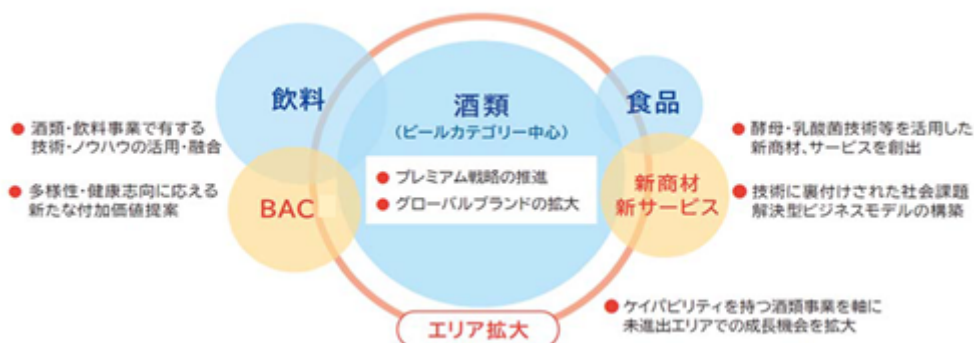 飲料
酒類
(ビールカテゴリー中心)
食品
● 酒類・飲料事業で有する
技術・ノウハウの活用・融合
● 多様性・健康志向に応える
新たな付加価値提案
BAC
● プレミアム戦略の推進
● グローバルブランドの拡大
新商材
新サービス
● 酵母・乳酸菌技術等を活用した
新商材、サービスを創出
● 技術に裏付けされた社会課題
解決型ビジネスモデルの構築
エリア拡大
● ケイパビリティを持つ酒類事業を軸に
未進出エリアでの成長機会を拡大